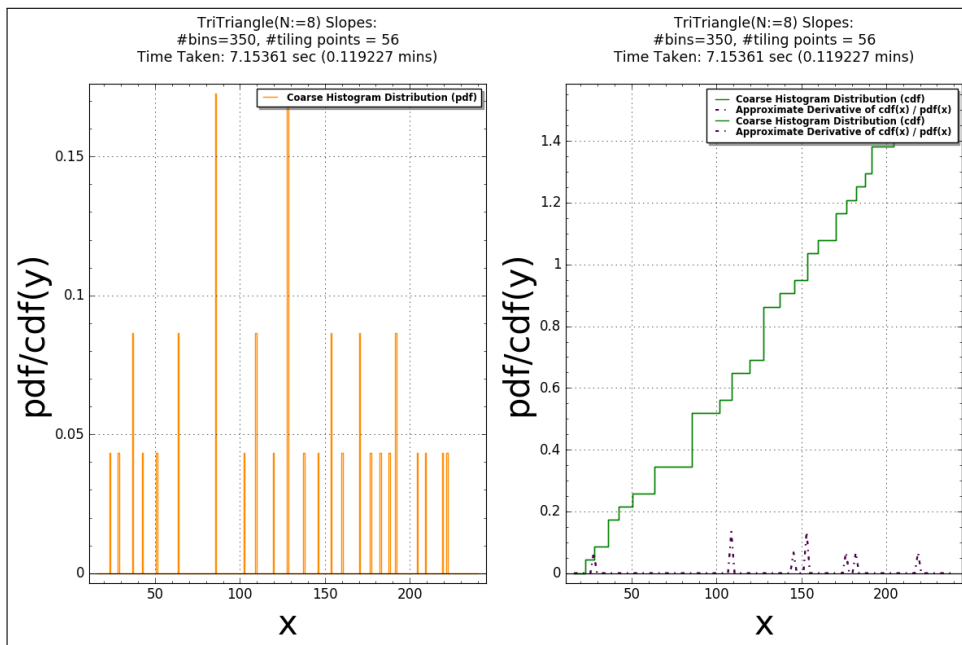 TriTriangle(N:=8) Slopes:
#bins=350, #tiling points = 56
Time Taken: 7.15361 sec (0.119227 mins)
Coarse Histogram Distribution (pdf)
0.15
0.1
0.05
0
pdf/cdf(y)
50 100 150 200
x
TriTriangle(N:=8) Slopes:
#bins=350, #tiling points = 56
Time Taken: 7.15361 sec (0.119227 mins)
Coarse Histogram Distribution (cdf)
Approximate Derivative of cdf(x) / pdf(x)
Coarse Histogram Distribution (cdf)
Approximate Derivative of cdf(x) / pdf(x)
1.4
1.2
1
0.8
0.6
0.4
0.2
0
pdf/cdf(y)
50 100 150 200
x